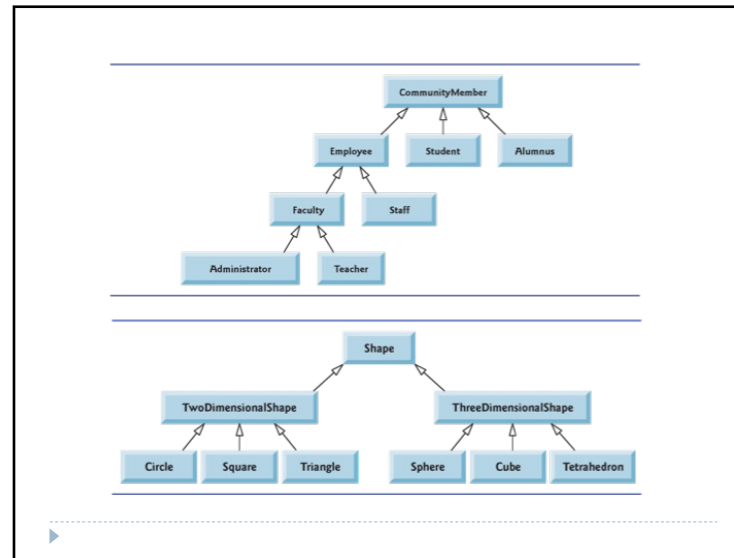 CommunityMember
Employee Student Alumnus
Faculty Staff
Administrator Teacher
Shape
TwoDimensionalShape ThreeDimensionalShape
Circle Square Triangle Sphere Cube Tetrahedron